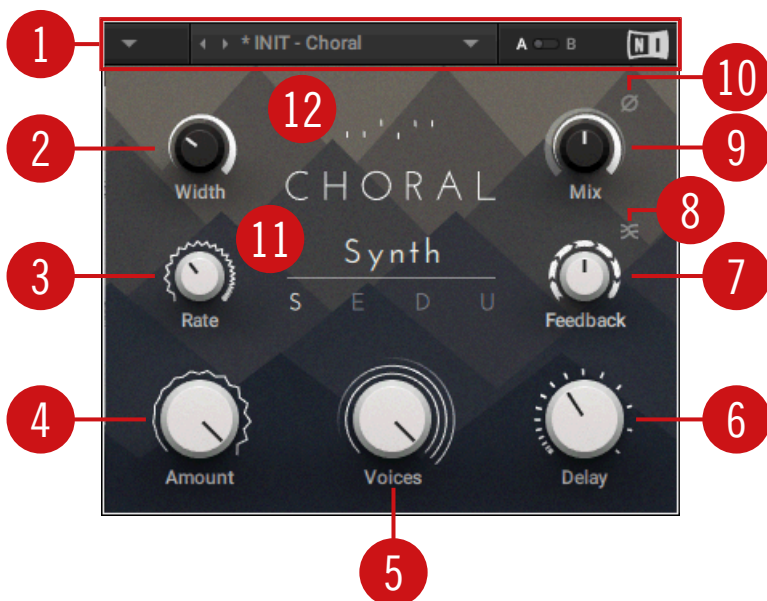 1
* INIT - Choral
A B
NI
10
12
2
9
Width
CHORAL
Mix
8
11
Synth
3
7
Rate
S E D U
Feedback
4
6
Amount
Voices
Delay
5